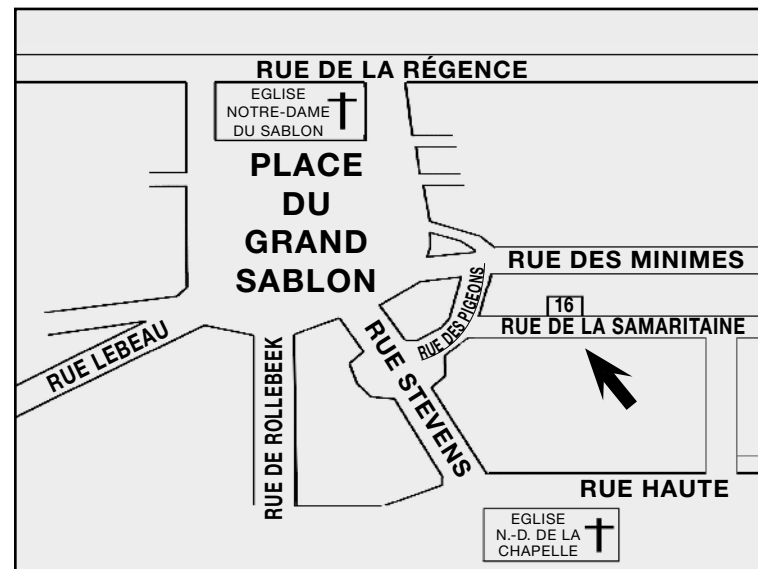 RUE DE LA RÉGENCE
EGLISE
NOTRE-DAME
DU SABLON
PLACE
DU
GRAND
SABLON
RUE DES MINIMES
RUE DES PIGEONS
16
RUE DE LA SAMARITAINE
RUE LEBEAU
RUE DE ROLLEBEEK
RUE STEVENS
RUE HAUTE
EGLISE
N.-D. DE LA
CHAPELLE